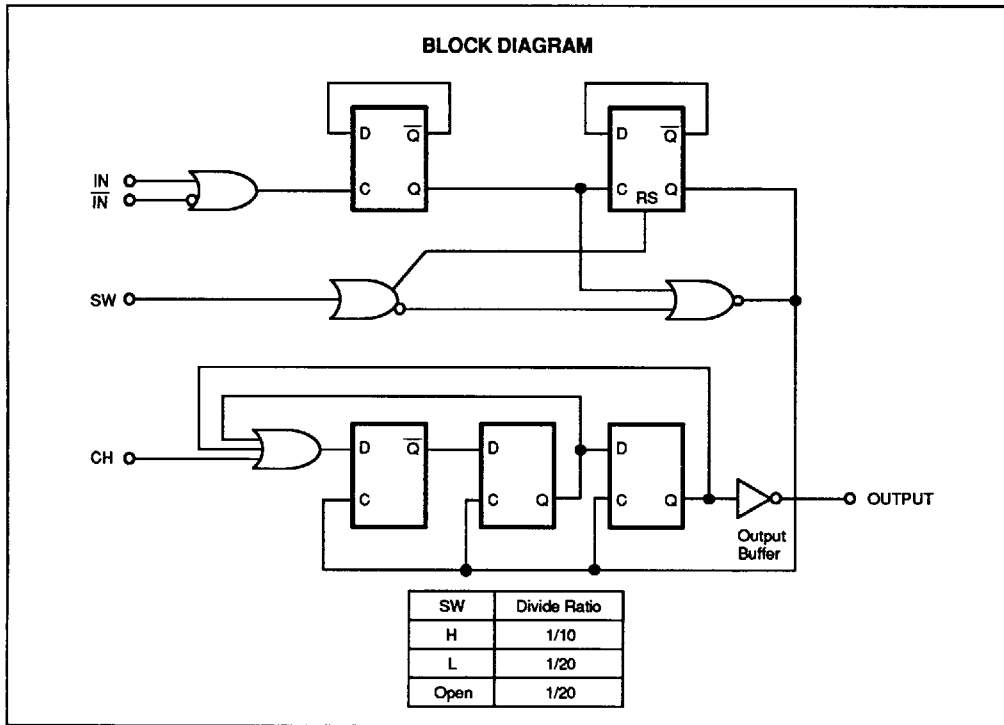 BLOCK DIAGRAM
D Q̅ D Q̅
IN
I̅N̅
C Q C RS Q
SW
D Q̅ D
CH
C C Q C Q OUTPUT
Output
Buffer
SW Divide Ratio
H 1/10
L 1/20
Open 1/20